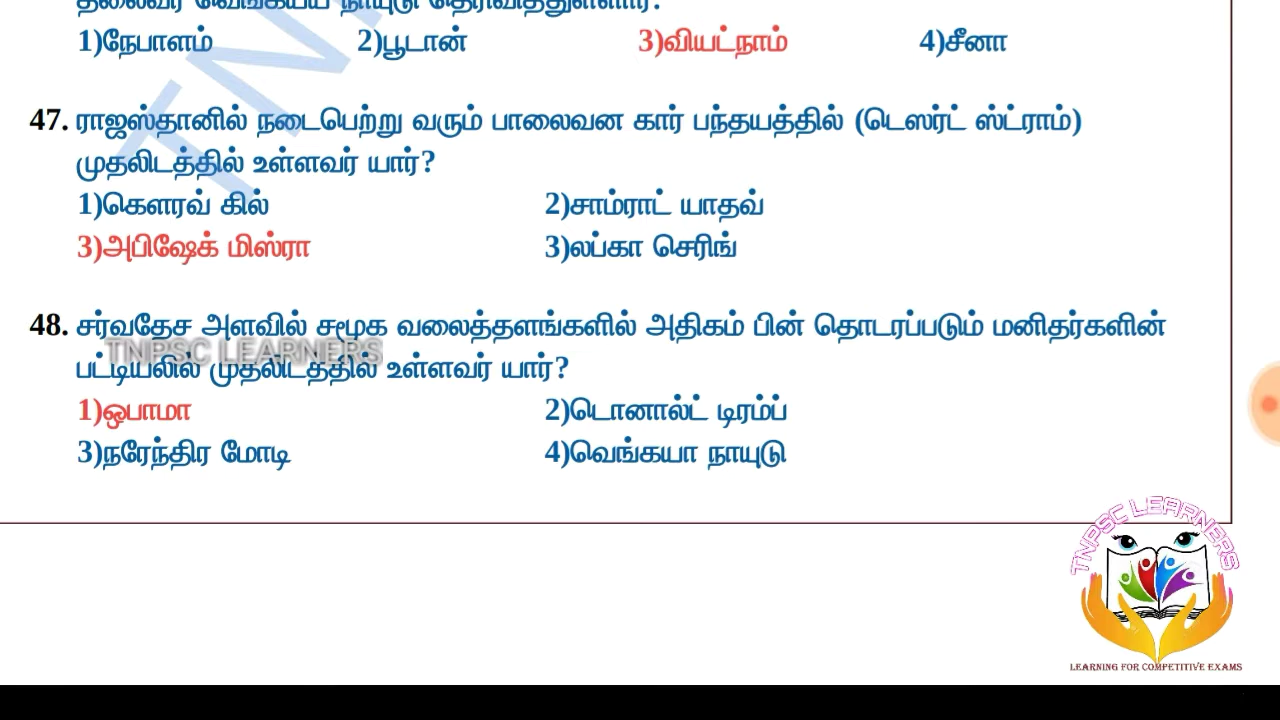 தலைவர் வெங்கய்ய நாயுடு தெரிவித்துள்ளார்?
1)நேபாளம் 2)பூடான் 3)வியட்நாம் 4)சீனா
47. ராஜஸ்தானில் நடைபெற்று வரும் பாலைவன கார் பந்தயத்தில் (டெஸர்ட் ஸ்ட்ராம்)
முதலிடத்தில் உள்ளவர் யார்?
1)கௌரவ் கில் 2)சாம்ராட் யாதவ்
3)அபிஷேக் மிஸ்ரா 3)லப்கா செரிங்
48. சர்வதேச அளவில் சமூக வலைத்தளங்களில் அதிகம் பின் தொடரப்படும் மனிதர்களின்
TNPSC LEARNERS
பட்டியலில் முதலிடத்தில் உள்ளவர் யார்?
1)ஒபாமா 2)டொனால்ட் டிரம்ப்
3)நரேந்திர மோடி 4)வெங்கயா நாயுடு
TNPSC LEARNERS
LEARNING FOR COMPETITIVE EXAMS